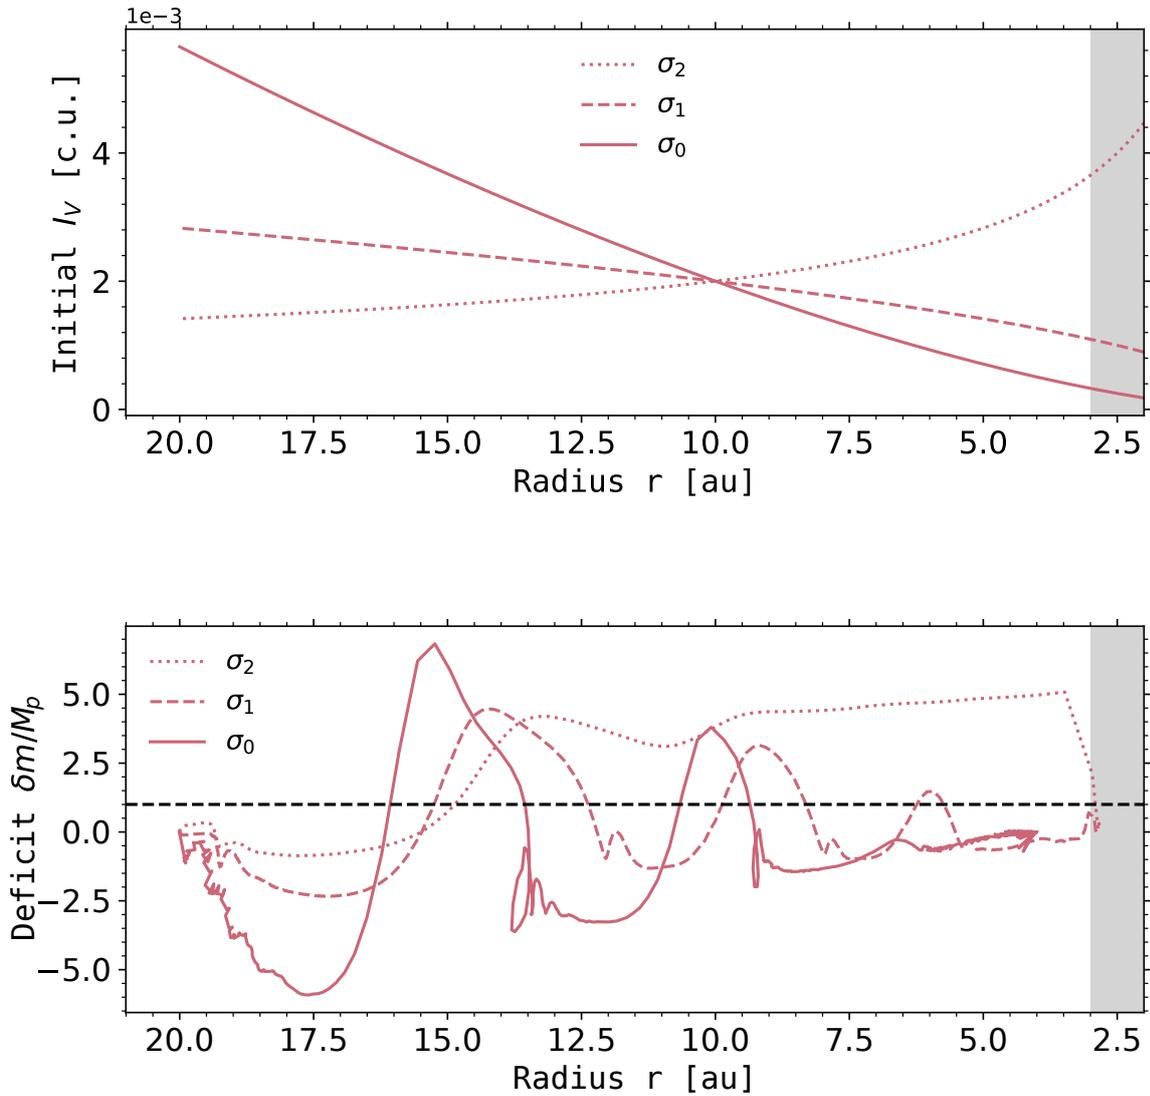 1e−3
Initial I_V [c.u.]
4
2
0
σ₂
σ₁
σ₀
20.0 17.5 15.0 12.5 10.0 7.5 5.0 2.5
Radius r [au]
Deficit δm/M_p
5.0
2.5
0.0
−2.5
−5.0
σ₂
σ₁
σ₀
20.0 17.5 15.0 12.5 10.0 7.5 5.0 2.5
Radius r [au]